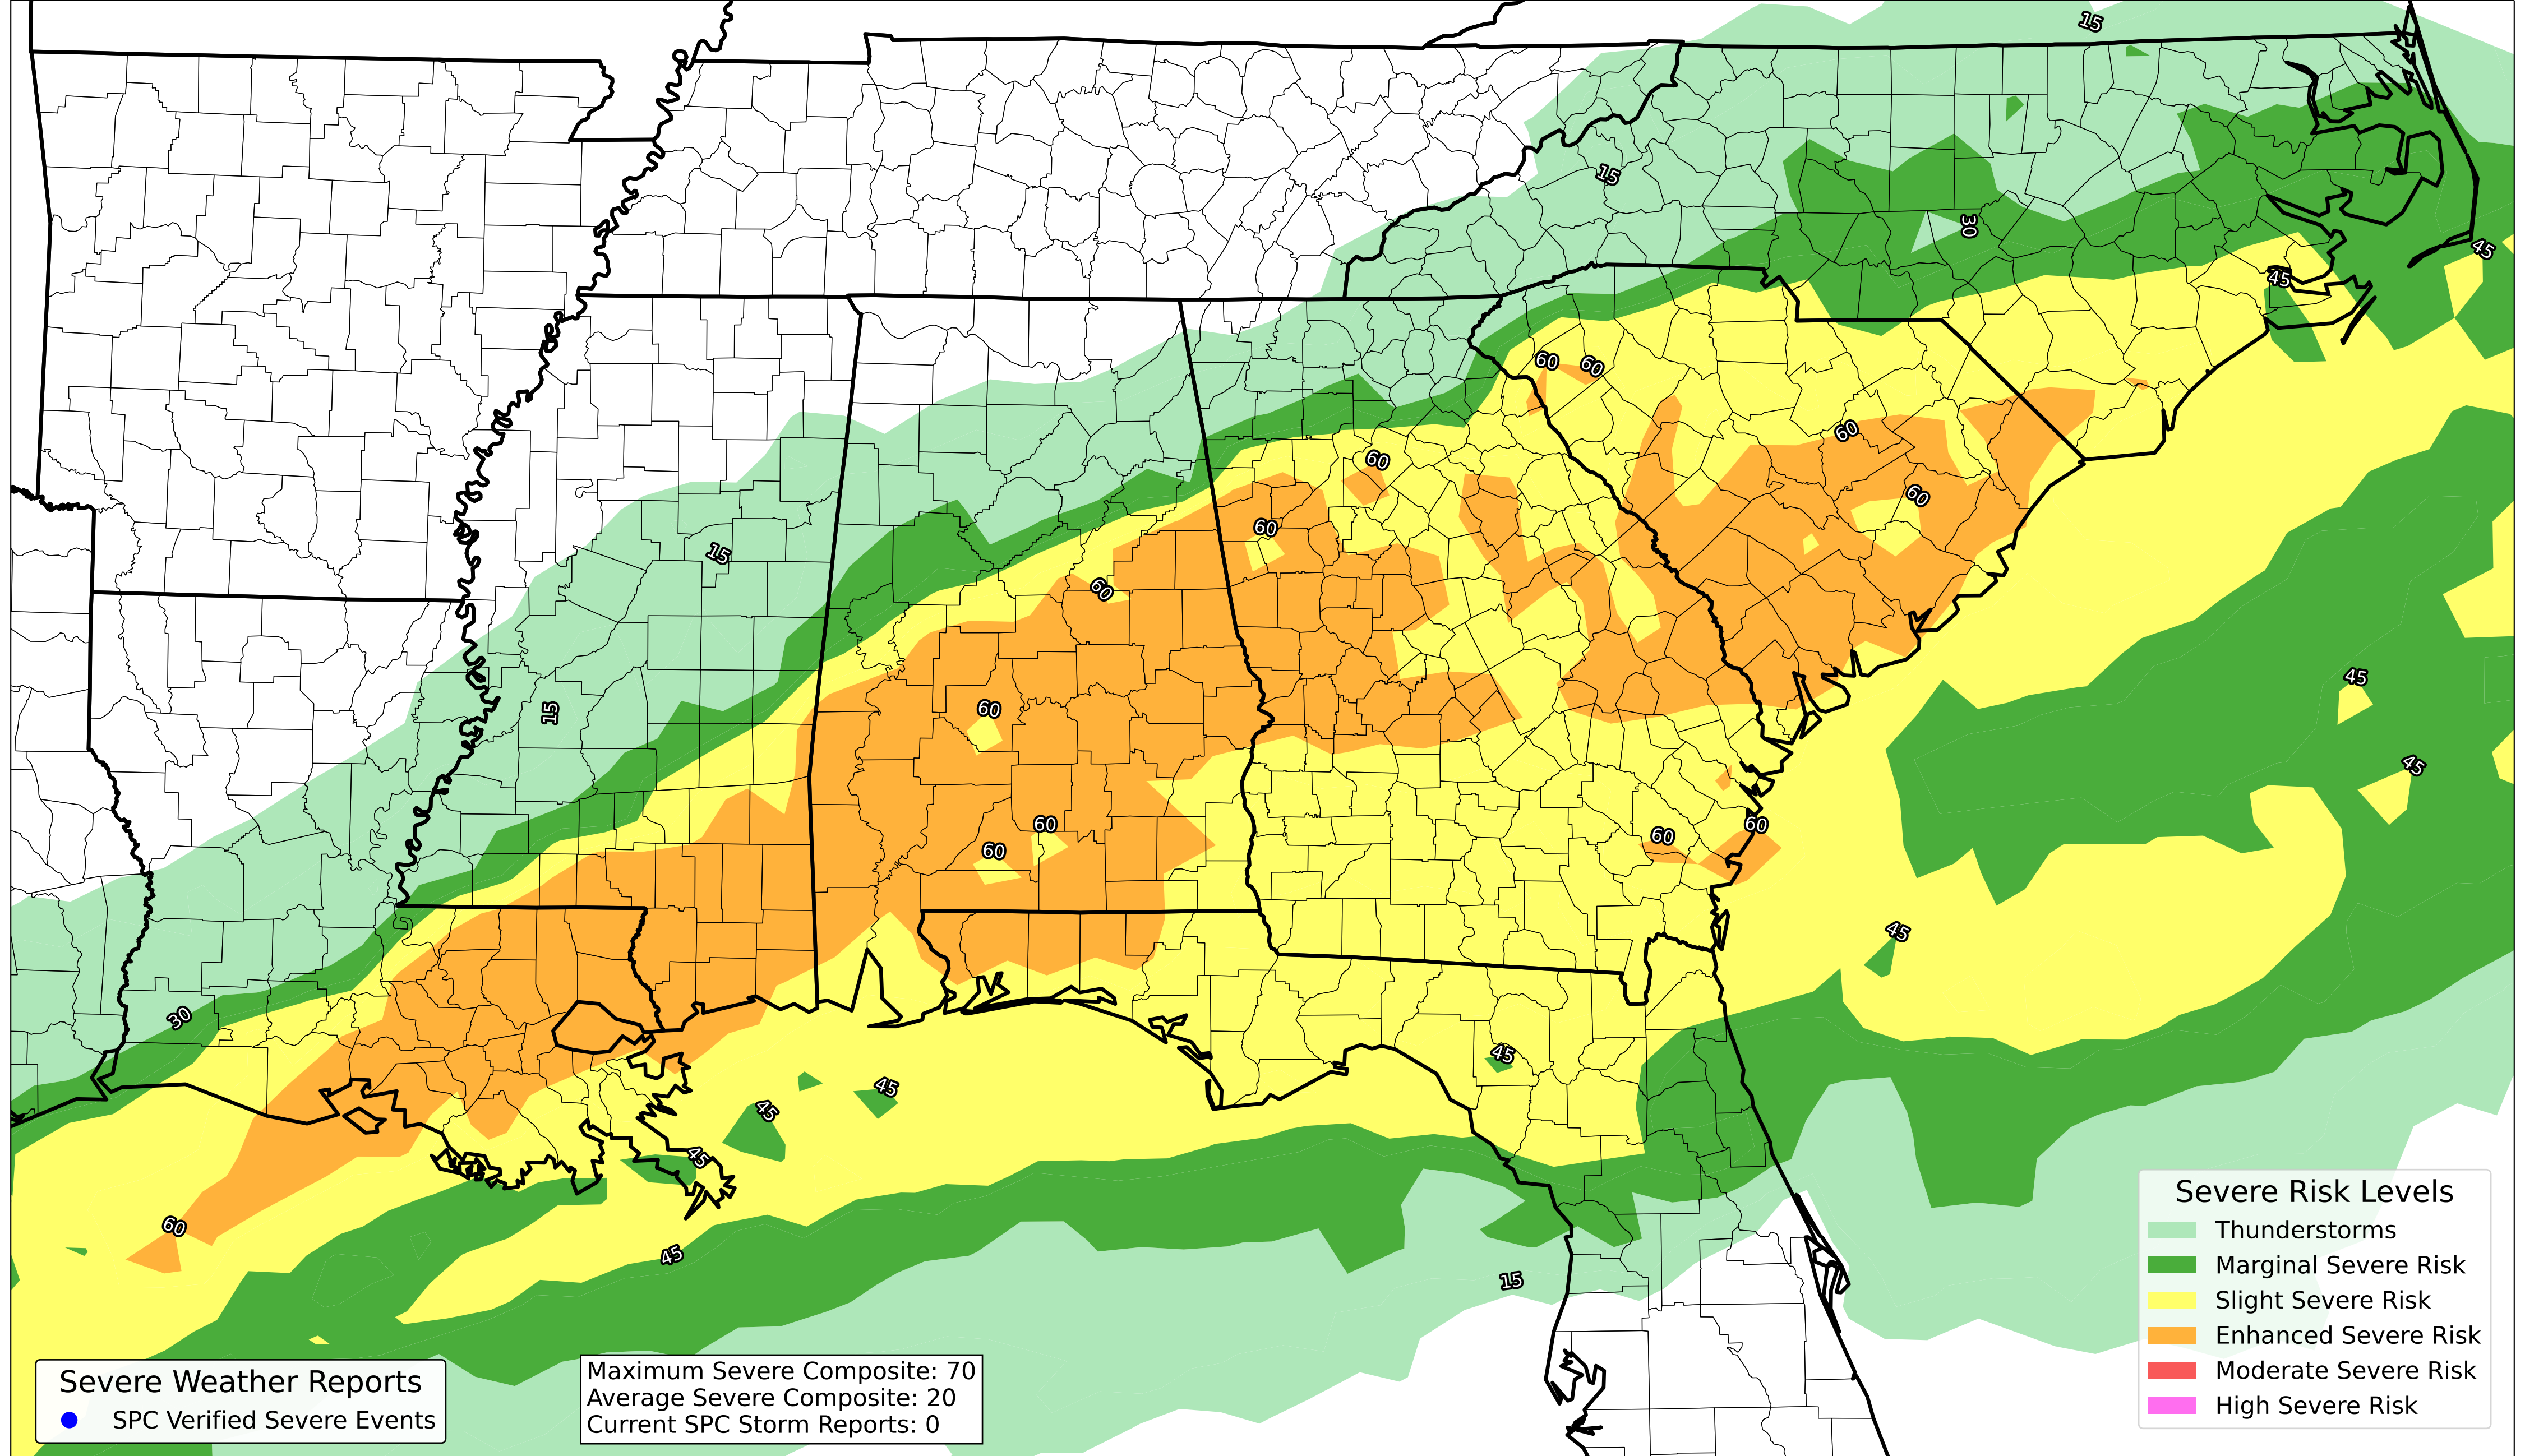 15
15
30
45
45
60
60
60
60
60
15
60
60
60
15
45
60
45
60
60
60
60
45
30
45
45
45
45
60
45
15
Severe Risk Levels
Thunderstorms
Marginal Severe Risk
Slight Severe Risk
Enhanced Severe Risk
Moderate Severe Risk
High Severe Risk
Severe Weather Reports
SPC Verified Severe Events
Maximum Severe Composite: 70
Average Severe Composite: 20
Current SPC Storm Reports: 0